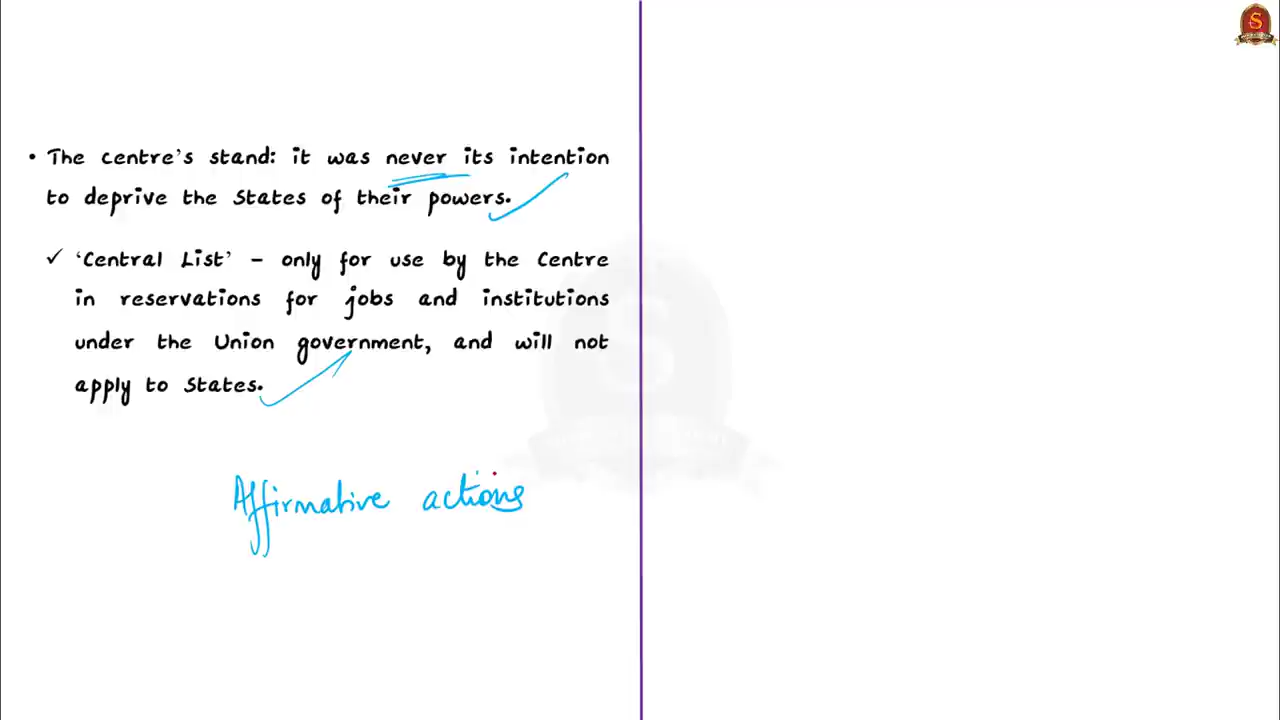 • The centre's stand: it was never its intention
to deprive the States of their powers.
✓ 'Central List' – only for use by the Centre
in reservations for jobs and institutions
under the Union government, and will not
apply to States.
Affirmative actions
S